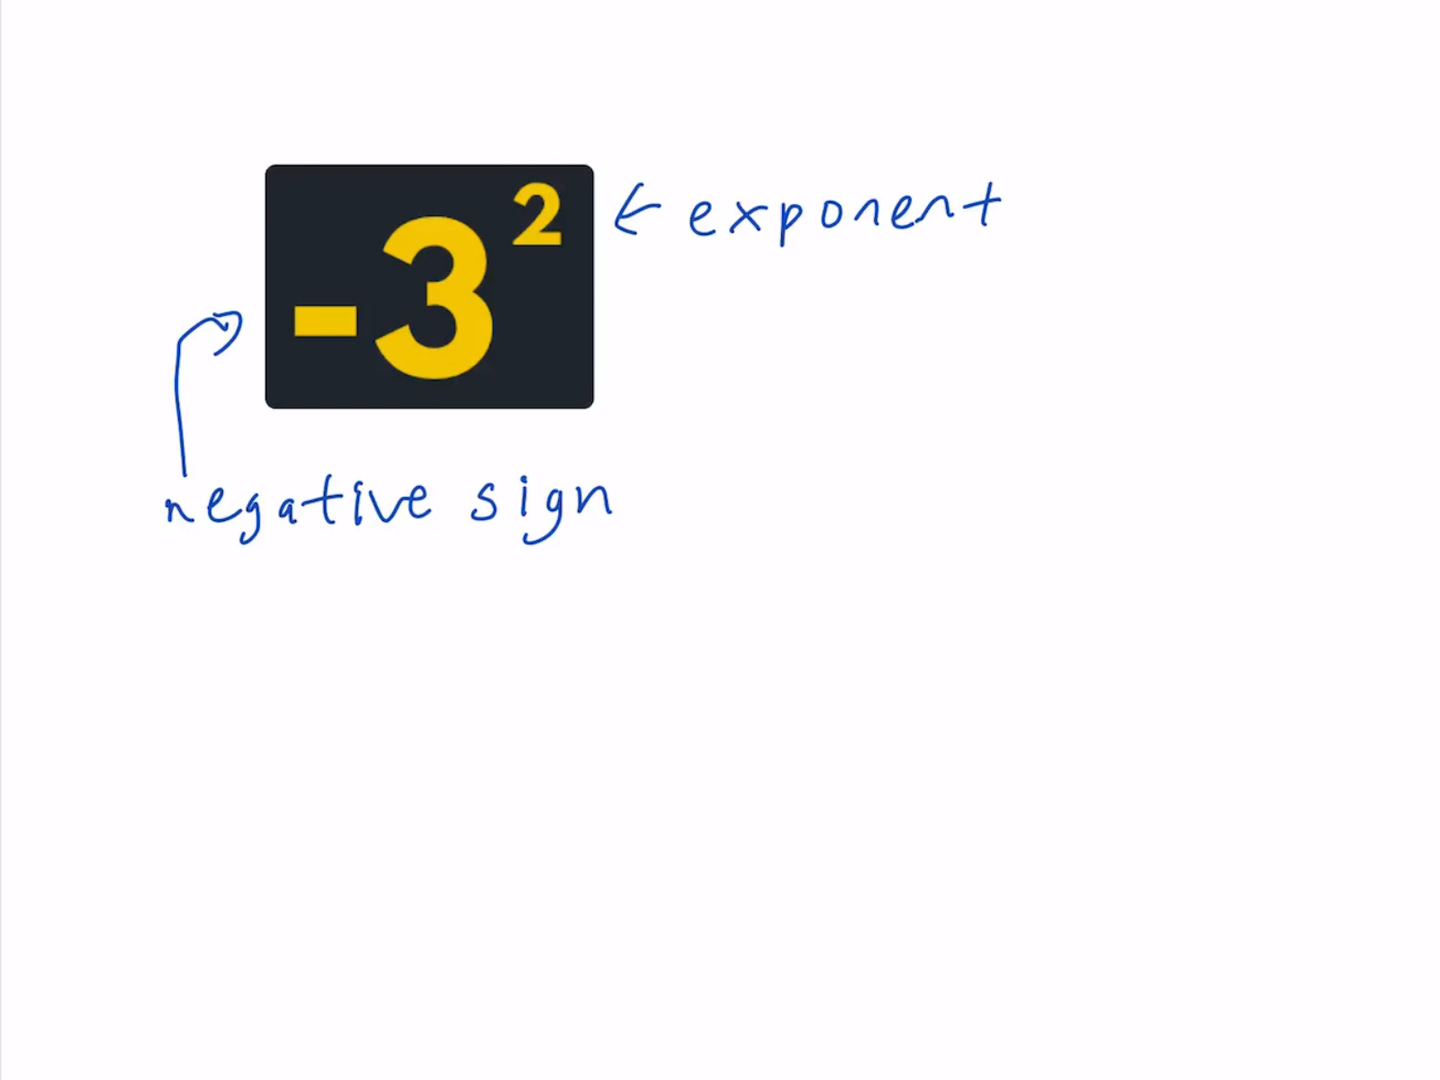 -3² ← exponent
negative sign